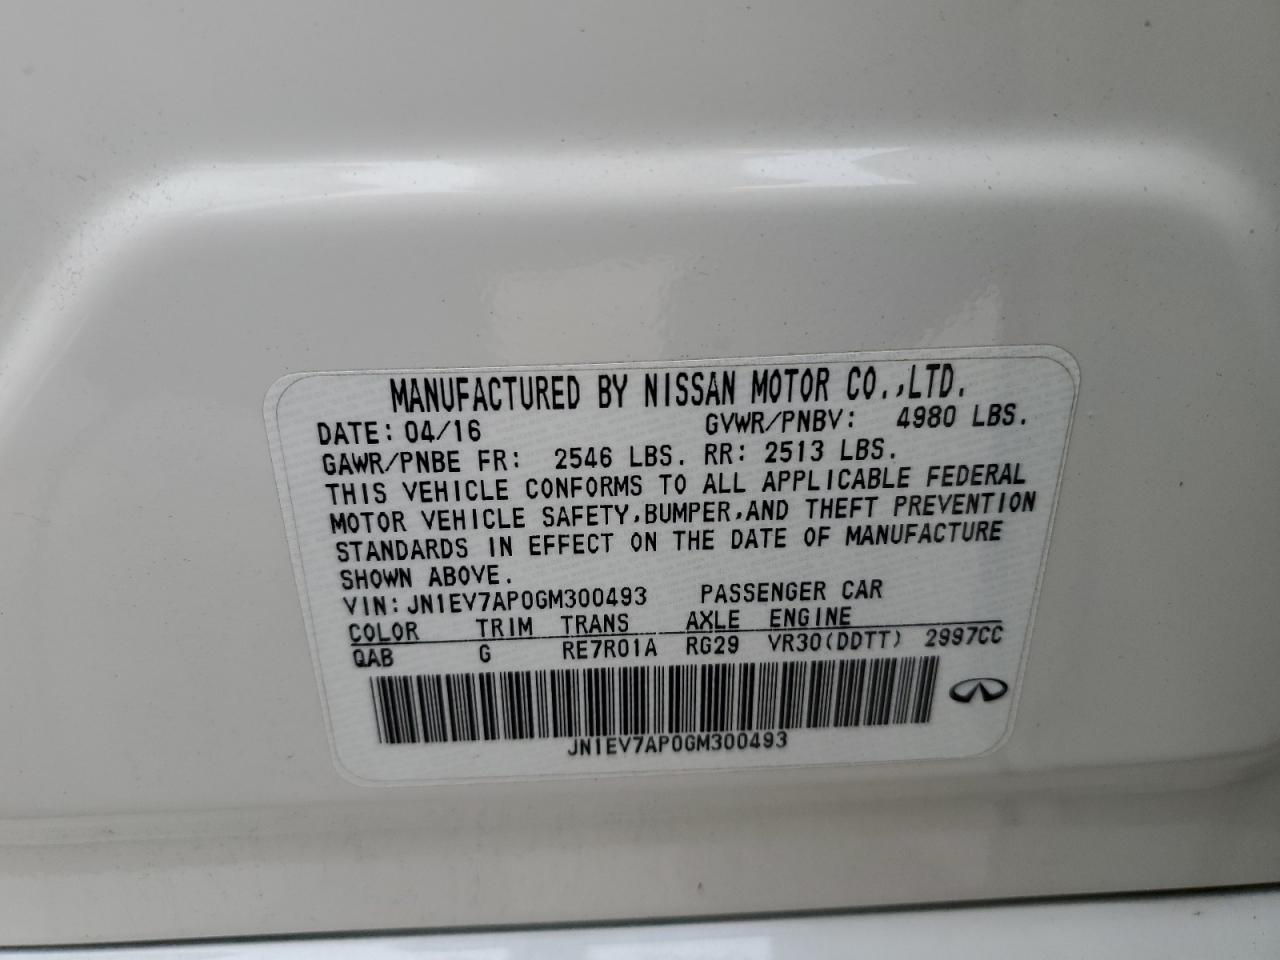 MANUFACTURED BY NISSAN MOTOR CO.,LTD.
DATE: 04/16 GVWR/PNBV: 4980 LBS.
GAWR/PNBE FR: 2546 LBS. RR: 2513 LBS.
THIS VEHICLE CONFORMS TO ALL APPLICABLE FEDERAL
MOTOR VEHICLE SAFETY,BUMPER,AND THEFT PREVENTION
STANDARDS IN EFFECT ON THE DATE OF MANUFACTURE
SHOWN ABOVE.
VIN: JN1EV7AP0GM300493 PASSENGER CAR
COLOR TRIM TRANS AXLE ENGINE
QAB G RE7R01A RG29 VR30(DDTT) 2997CC
JN1EV7AP0GM300493